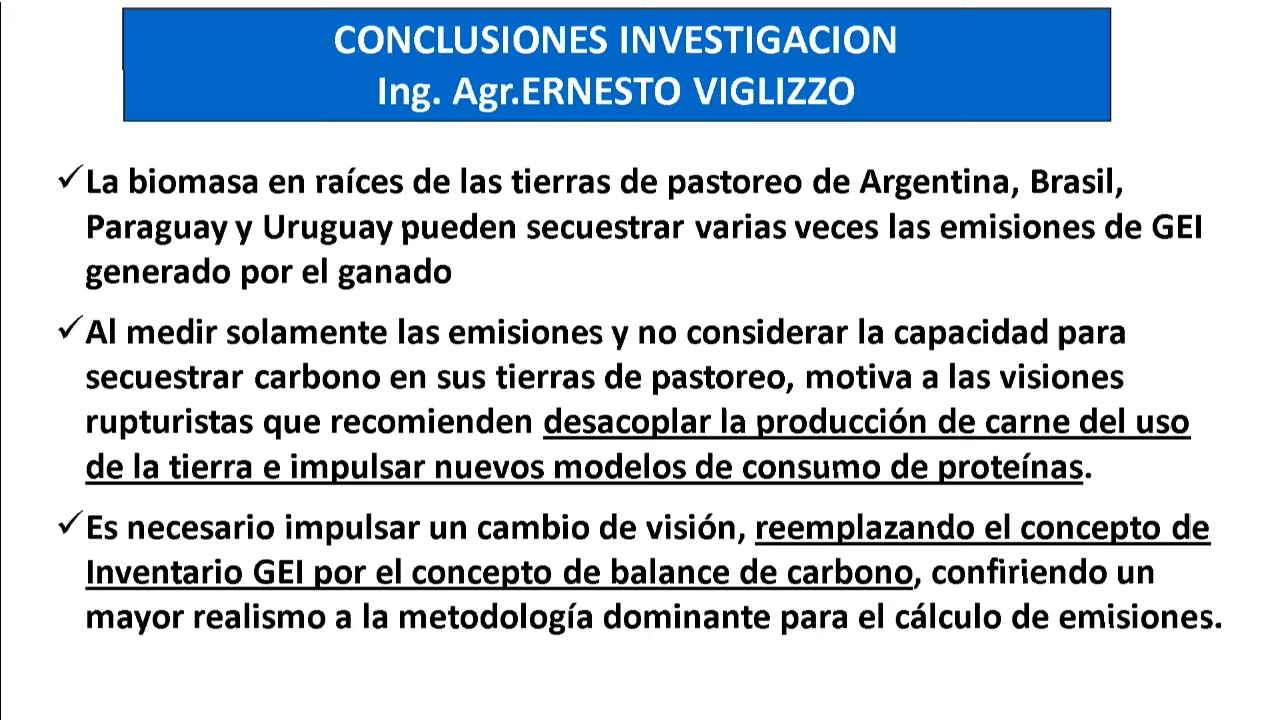 CONCLUSIONES INVESTIGACION
Ing. Agr.ERNESTO VIGLIZZO
✓La biomasa en raíces de las tierras de pastoreo de Argentina, Brasil,
Paraguay y Uruguay pueden secuestrar varias veces las emisiones de GEI
generado por el ganado
✓Al medir solamente las emisiones y no considerar la capacidad para
secuestrar carbono en sus tierras de pastoreo, motiva a las visiones
rupturistas que recomienden desacoplar la producción de carne del uso
de la tierra e impulsar nuevos modelos de consumo de proteínas.
✓Es necesario impulsar un cambio de visión, reemplazando el concepto de
Inventario GEI por el concepto de balance de carbono, confiriendo un
mayor realismo a la metodología dominante para el cálculo de emisiones.